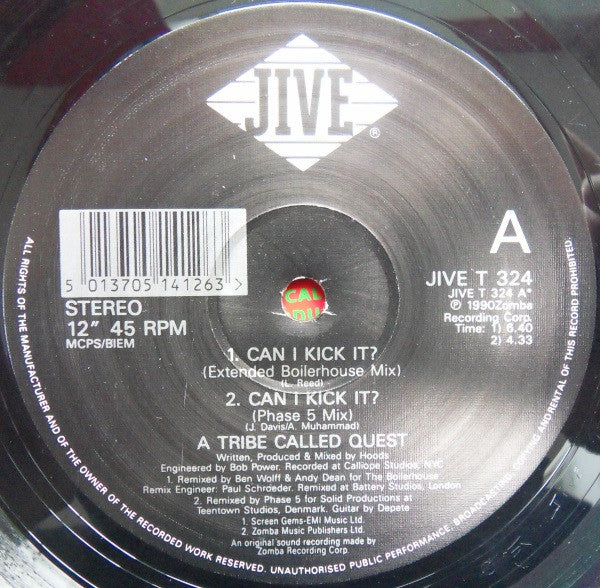 JIVE
®
A
5 013705 141263
STEREO
12" 45 RPM
MCPS/BIEM
JIVE T 324
JIVE T 324 A*
℗ 1990 Zomba
Recording Corp.
Time: 1) 6.40
2) 4.33
CAL
DU
1. CAN I KICK IT?
(Extended Boilerhouse Mix)
(L. Reed)
2. CAN I KICK IT?
(Phase 5 Mix)
(J. Davis/A. Muhammad)
A TRIBE CALLED QUEST
Written, Produced & Mixed by Hoods
Engineered by Bob Power. Recorded at Calliope Studios, NYC
1. Remixed by Ben Wolff & Andy Dean for The Boilerhouse
Remix Engineer: Paul Schroeder. Remixed at Battery Studios, London
2. Remixed by Phase 5 for Solid Productions at
Teentown Studios, Denmark. Guitar by Depete
1. Screen Gems-EMI Music Ltd.
2. Zomba Music Publishers Ltd.
An original sound recording made by
Zomba Recording Corp.
ALL RIGHTS OF THE MANUFACTURER AND OF THE OWNER OF THE RECORDED WORK RESERVED. UNAUTHORISED PUBLIC PERFORMANCE, BROADCASTING AND RENTAL OF THIS RECORD PROHIBITED.